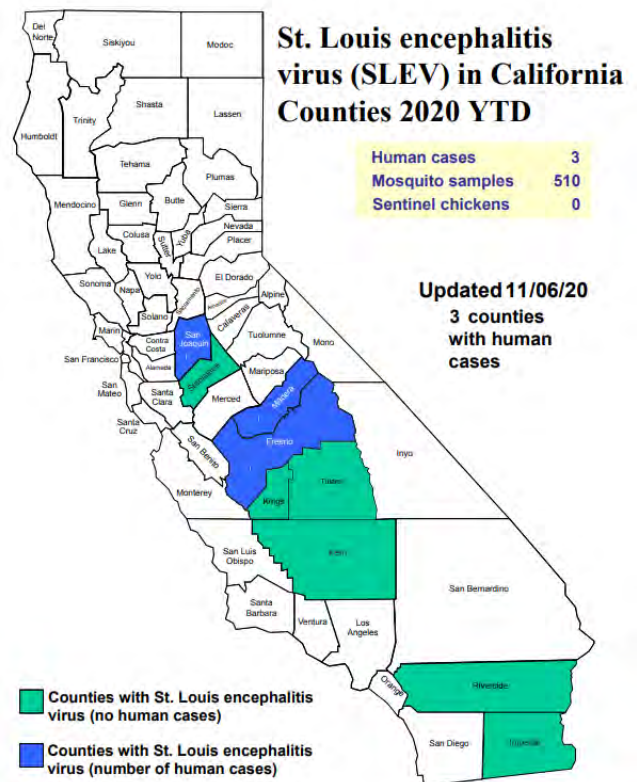 St. Louis encephalitis
virus (SLEV) in California
Counties 2020 YTD
Human cases 3
Mosquito samples 510
Sentinel chickens 0
Updated 11/06/20
3 counties
with human
cases
Del
Norte
Siskiyou
Modoc
Humboldt
Trinity
Shasta
Lassen
Tehama
Plumas
Mendocino
Glenn
Butte
Sierra
Colusa
Sutter
Yuba
Nevada
Placer
Lake
Sonoma
Napa
Yolo
El Dorado
Sacramento
Amador
Alpine
Solano
Calaveras
Marin
Contra
Costa
San
Joaquin
1
Tuolumne
Mono
San Francisco
Alameda
Stanislaus
Mariposa
San
Mateo
Santa
Clara
Merced
Madera
1
Santa
Cruz
San Benito
Fresno
1
Inyo
Monterey
Kings
Tulare
San Luis
Obispo
Kern
San Bernardino
Santa
Barbara
Ventura
Los
Angeles
Orange
Riverside
San Diego
Imperial
Counties with St. Louis encephalitis
virus (no human cases)
Counties with St. Louis encephalitis
virus (number of human cases)